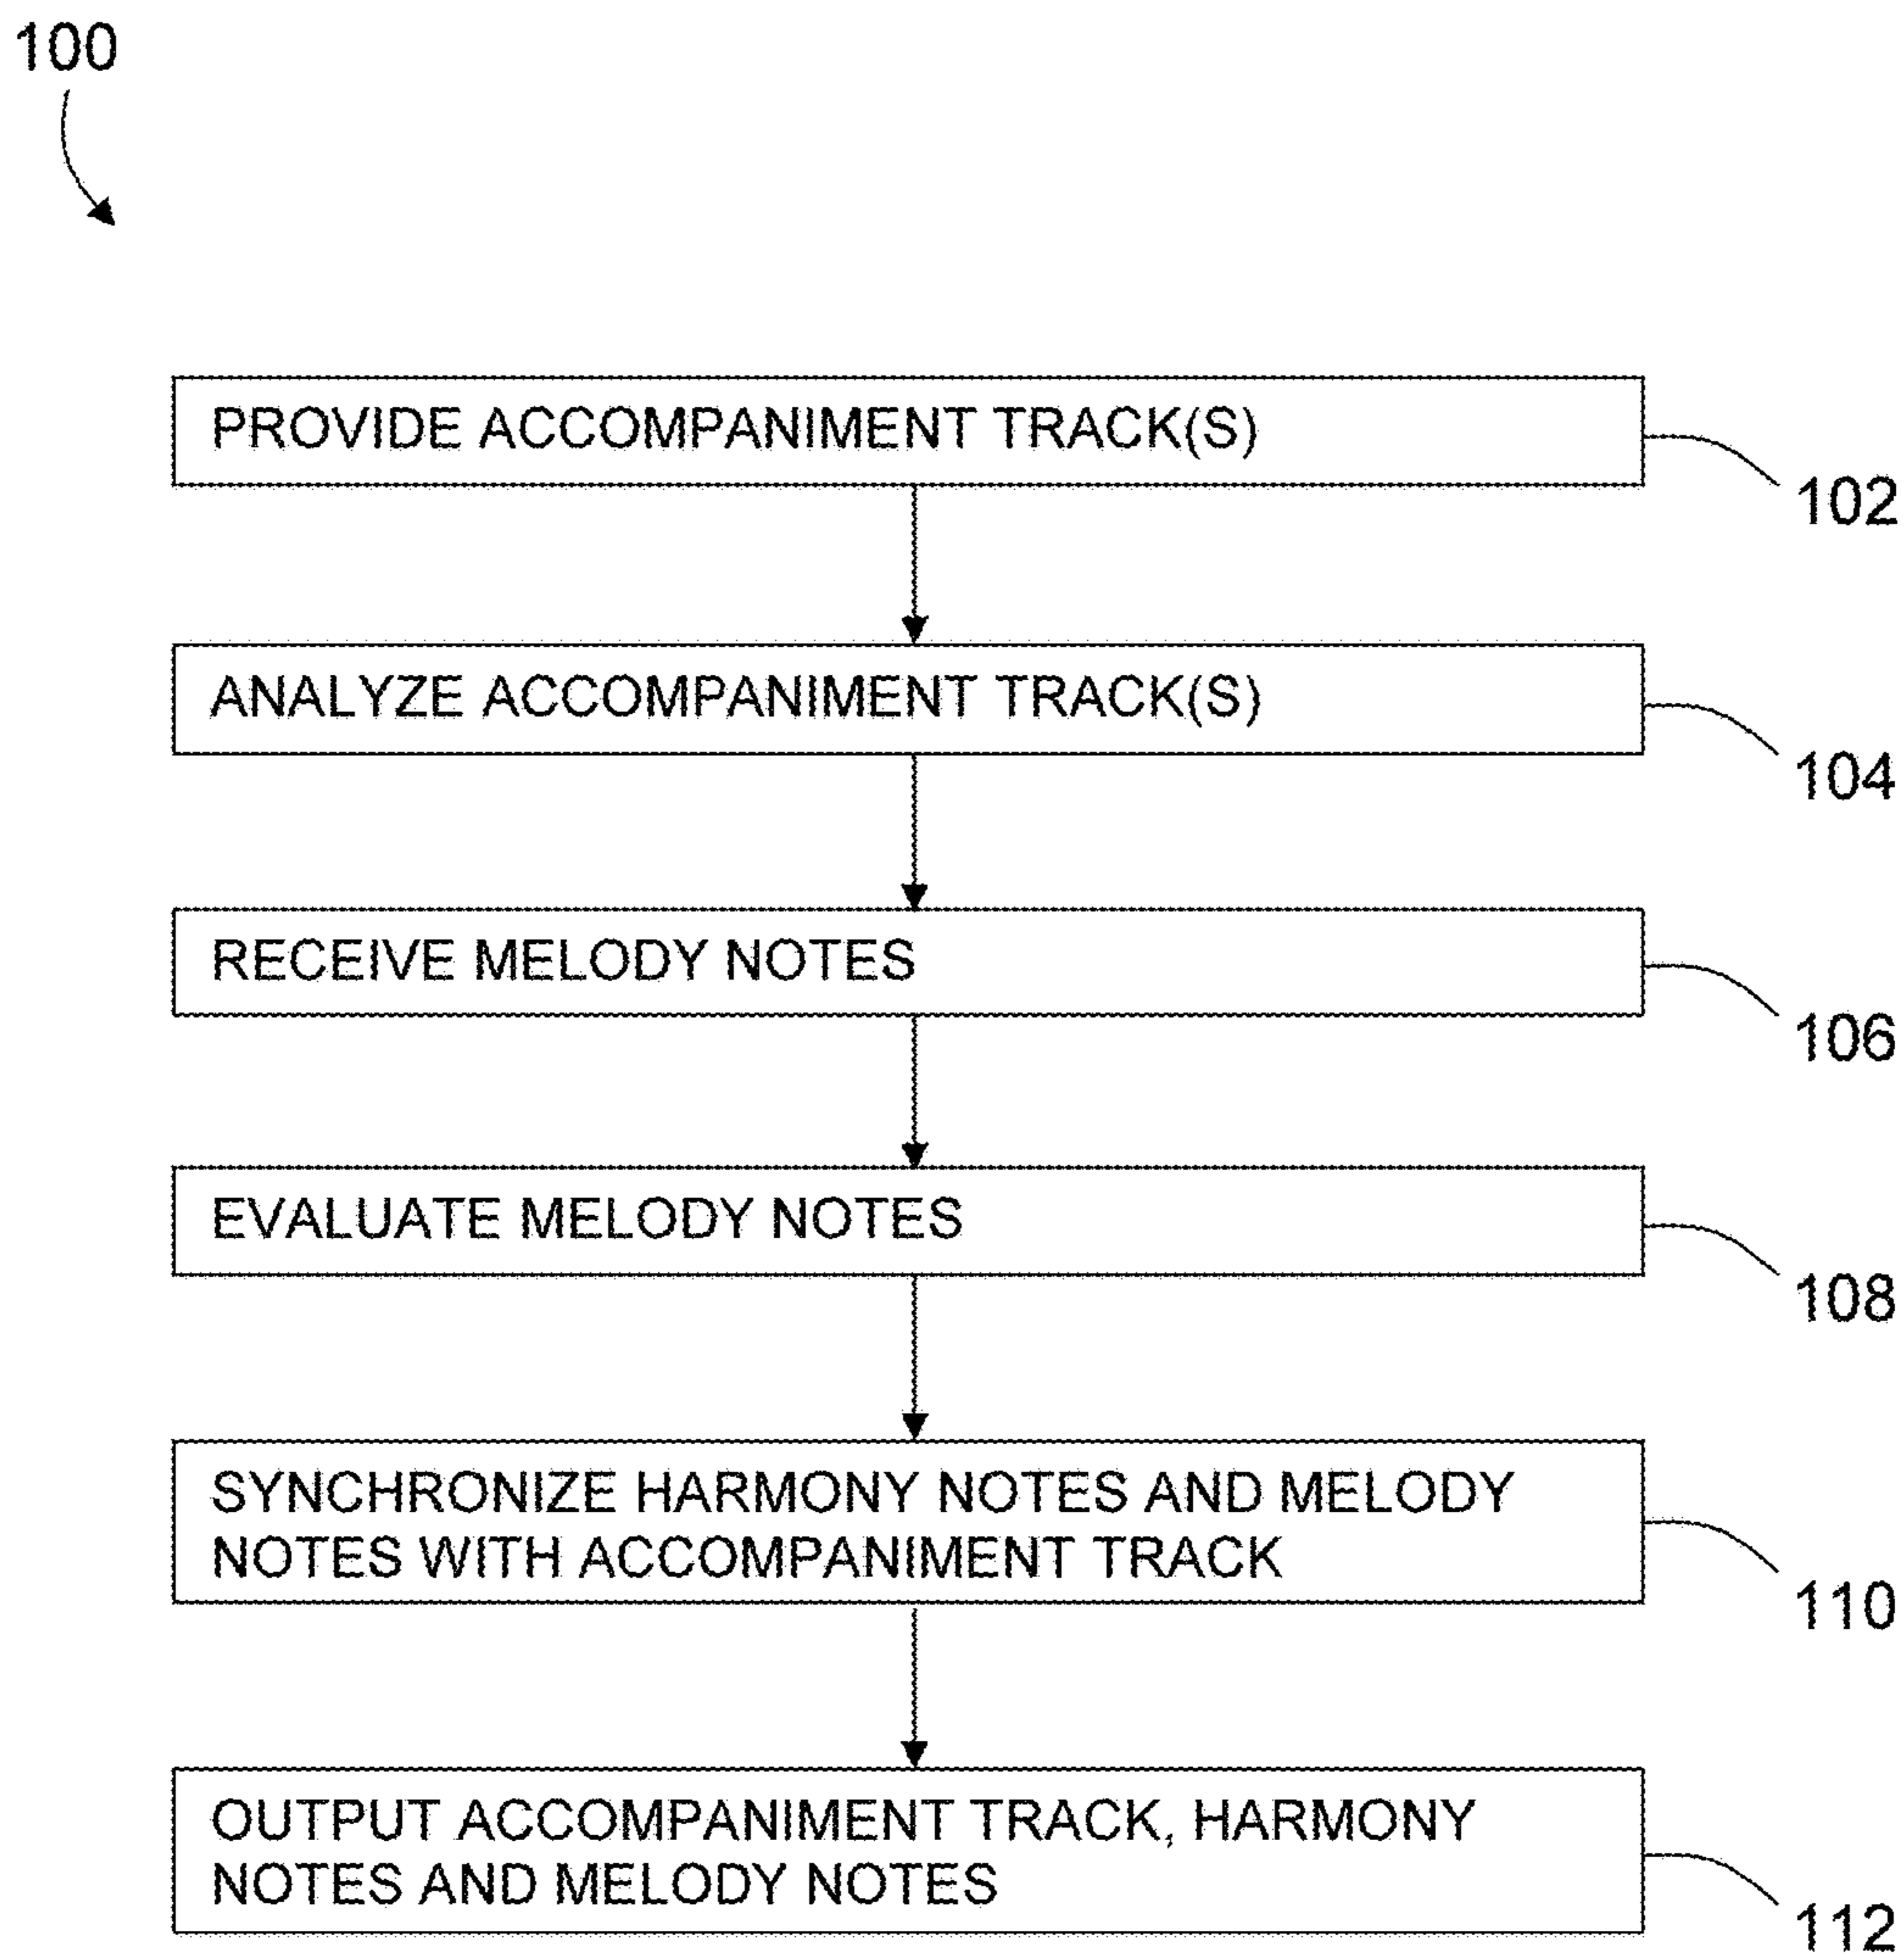 100
PROVIDE ACCOMPANIMENT TRACK(S)
102
ANALYZE ACCOMPANIMENT TRACK(S)
104
RECEIVE MELODY NOTES
106
EVALUATE MELODY NOTES
108
SYNCHRONIZE HARMONY NOTES AND MELODY
NOTES WITH ACCOMPANIMENT TRACK
110
OUTPUT ACCOMPANIMENT TRACK, HARMONY
NOTES AND MELODY NOTES
112